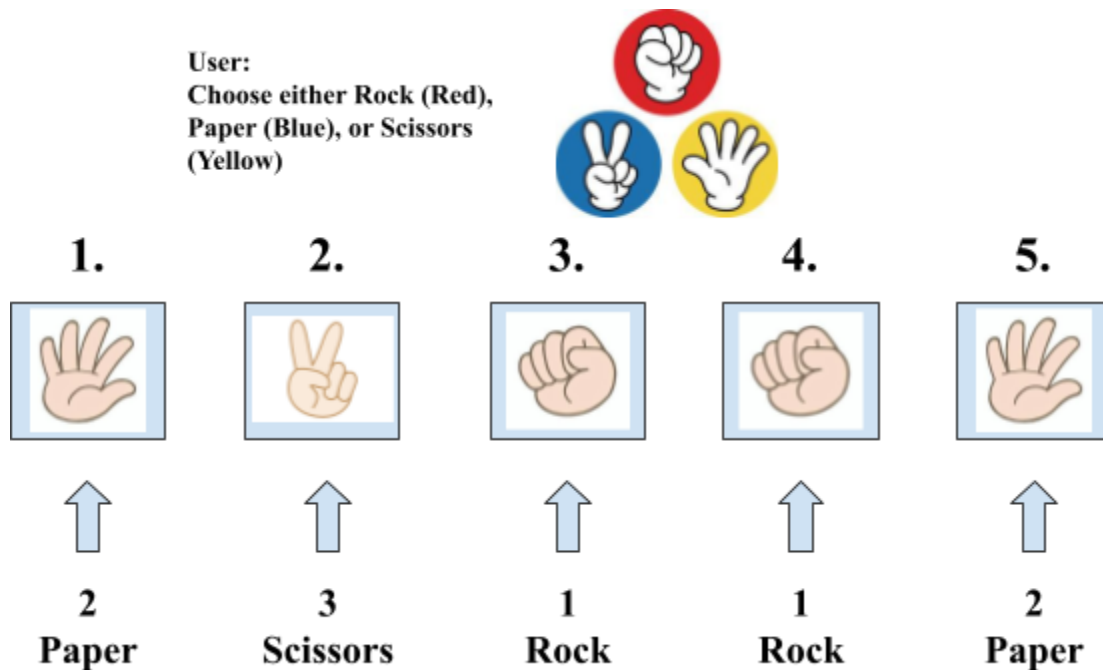 User:
Choose either Rock (Red),
Paper (Blue), or Scissors
(Yellow)
1. 2. 3. 4. 5.
2 3 1 1 2
Paper Scissors Rock Rock Paper